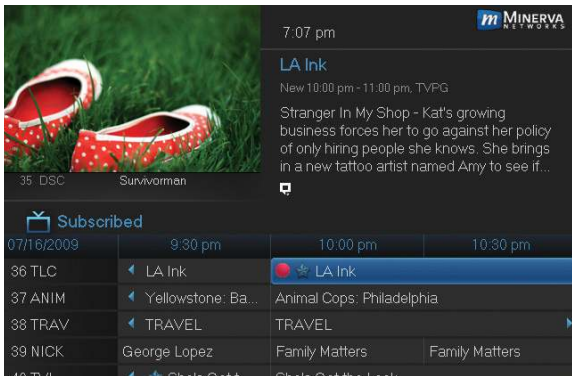 7:07 pm
MINERVA
NETWORKS
LA Ink
New 10:00 pm - 11:00 pm, TVPG
Stranger In My Shop - Kat's growing
business forces her to go against her policy
of only hiring people she knows. She brings
in a new tattoo artist named Amy to see if...
35 DSC Survivorman
Subscribed
07/16/2009 9:30 pm 10:00 pm 10:30 pm
36 TLC LA Ink LA Ink
37 ANIM Yellowstone: Ba... Animal Cops: Philadelphia
38 TRAV TRAVEL TRAVEL
39 NICK George Lopez Family Matters Family Matters